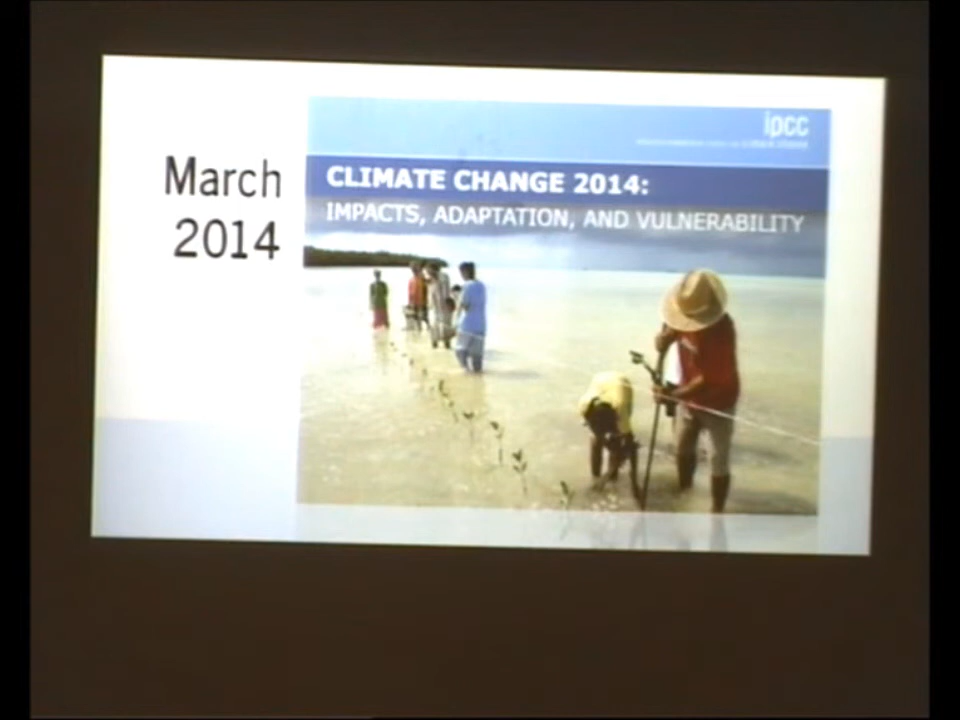 March
2014
ipcc
CLIMATE CHANGE 2014:
IMPACTS, ADAPTATION, AND VULNERABILITY